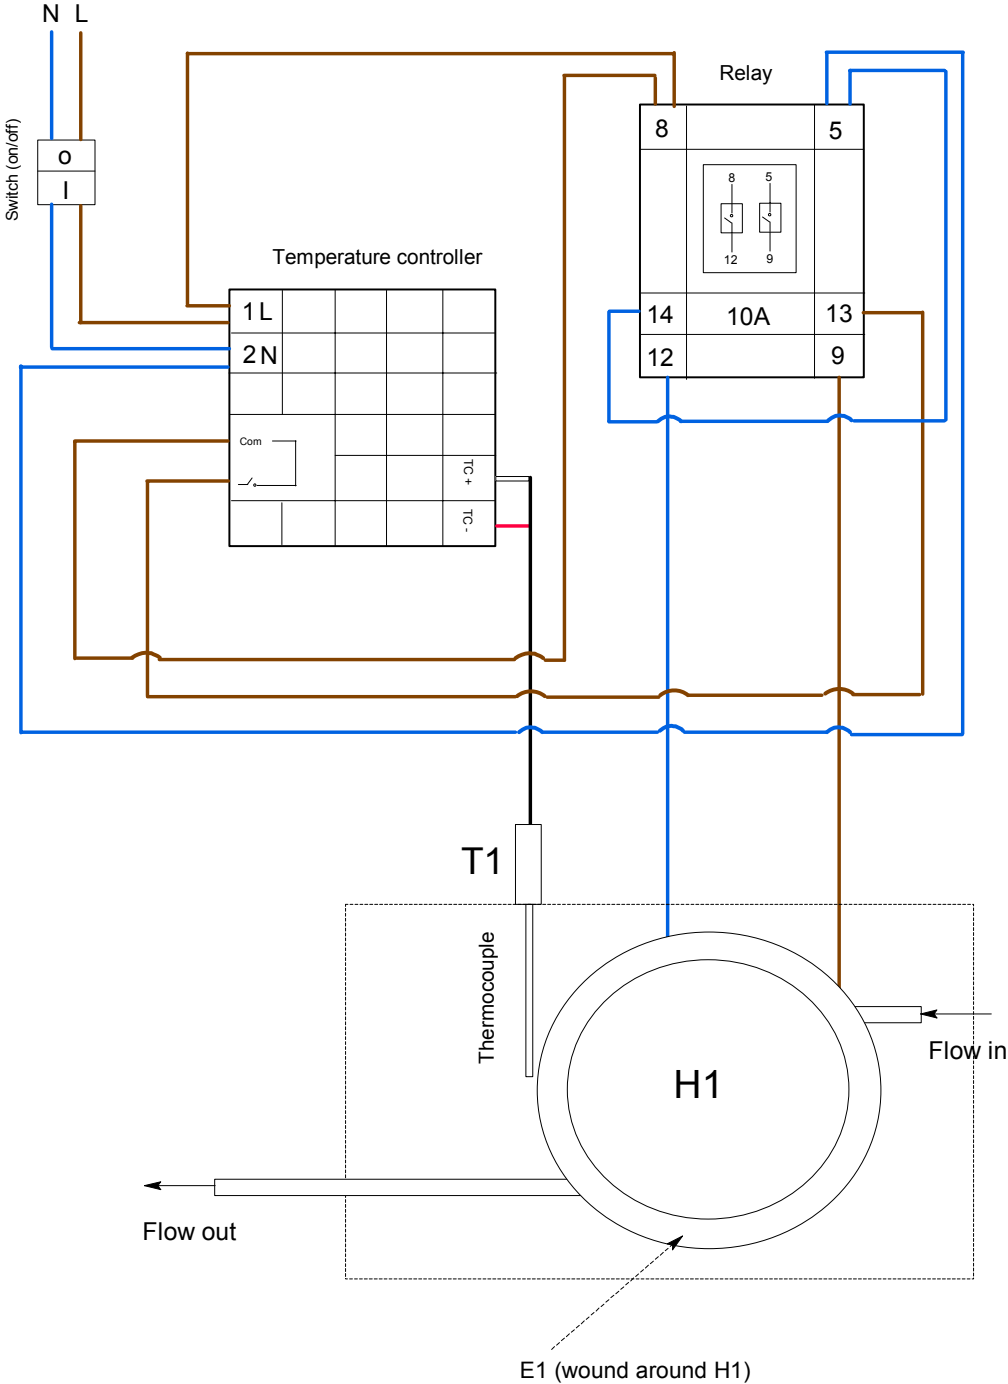 N L
Switch (on/off)
o
I
Temperature controller
1 L
2 N
Com
TC +
TC -
Relay
8
5
8 5
12 9
14 10A 13
12 9
T1
Thermocouple
H1
Flow in
Flow out
E1 (wound around H1)